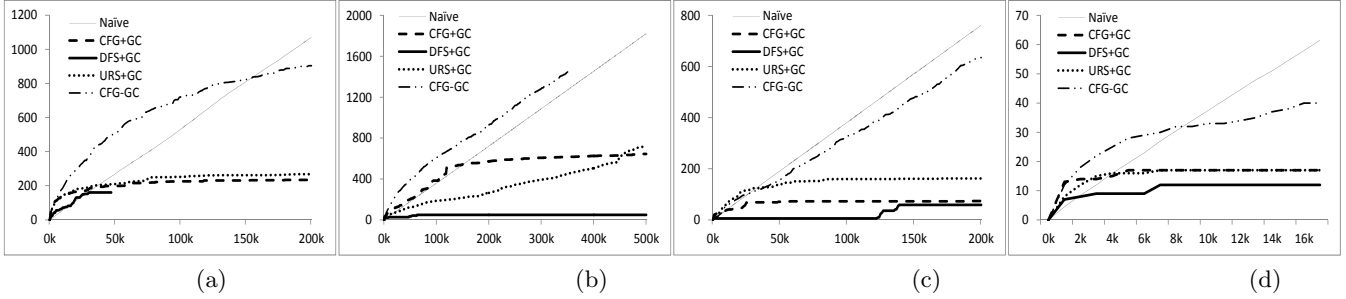 1200
1000
800
600
400
200
0
Naïve
CFG+GC
DFS+GC
URS+GC
CFG-GC
0k 50k 100k 150k 200k
(a)
2000
1600
1200
800
400
0
Naïve
CFG+GC
DFS+GC
URS+GC
CFG-GC
0k 100k 200k 300k 400k 500k
(b)
800
600
400
200
0
Naïve
CFG+GC
DFS+GC
URS+GC
CFG-GC
0k 50k 100k 150k 200k
(c)
70
60
50
40
30
20
10
0
Naïve
CFG+GC
DFS+GC
URS+GC
CFG-GC
0k 2k 4k 6k 8k 10k 12k 14k 16k
(d)